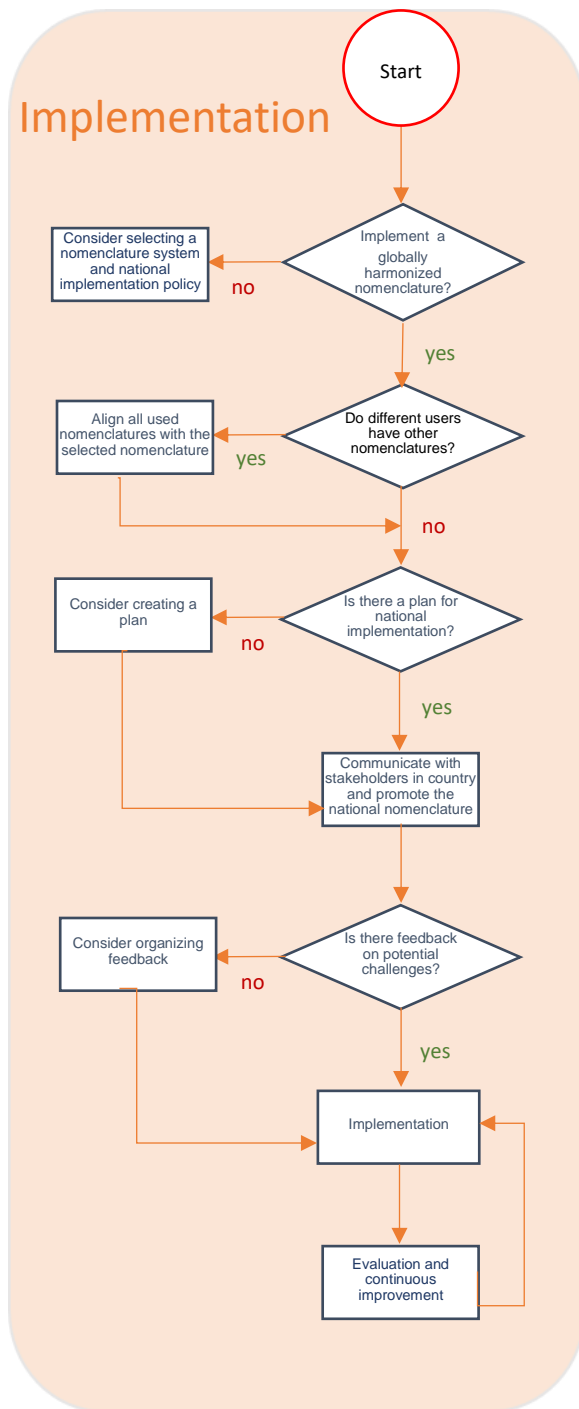 Start
Implementation
Implement a
globally
harmonized
nomenclature?
Consider selecting a
nomenclature system
and national
implementation policy
no
yes
Do different users
have other
nomenclatures?
Align all used
nomenclatures with the
selected nomenclature
yes
no
Is there a plan for
national
implementation?
Consider creating a
plan
no
yes
Communicate with
stakeholders in country
and promote the
national nomenclature
Is there feedback
on potential
challenges?
Consider organizing
feedback
no
yes
Implementation
Evaluation and
continuous
improvement